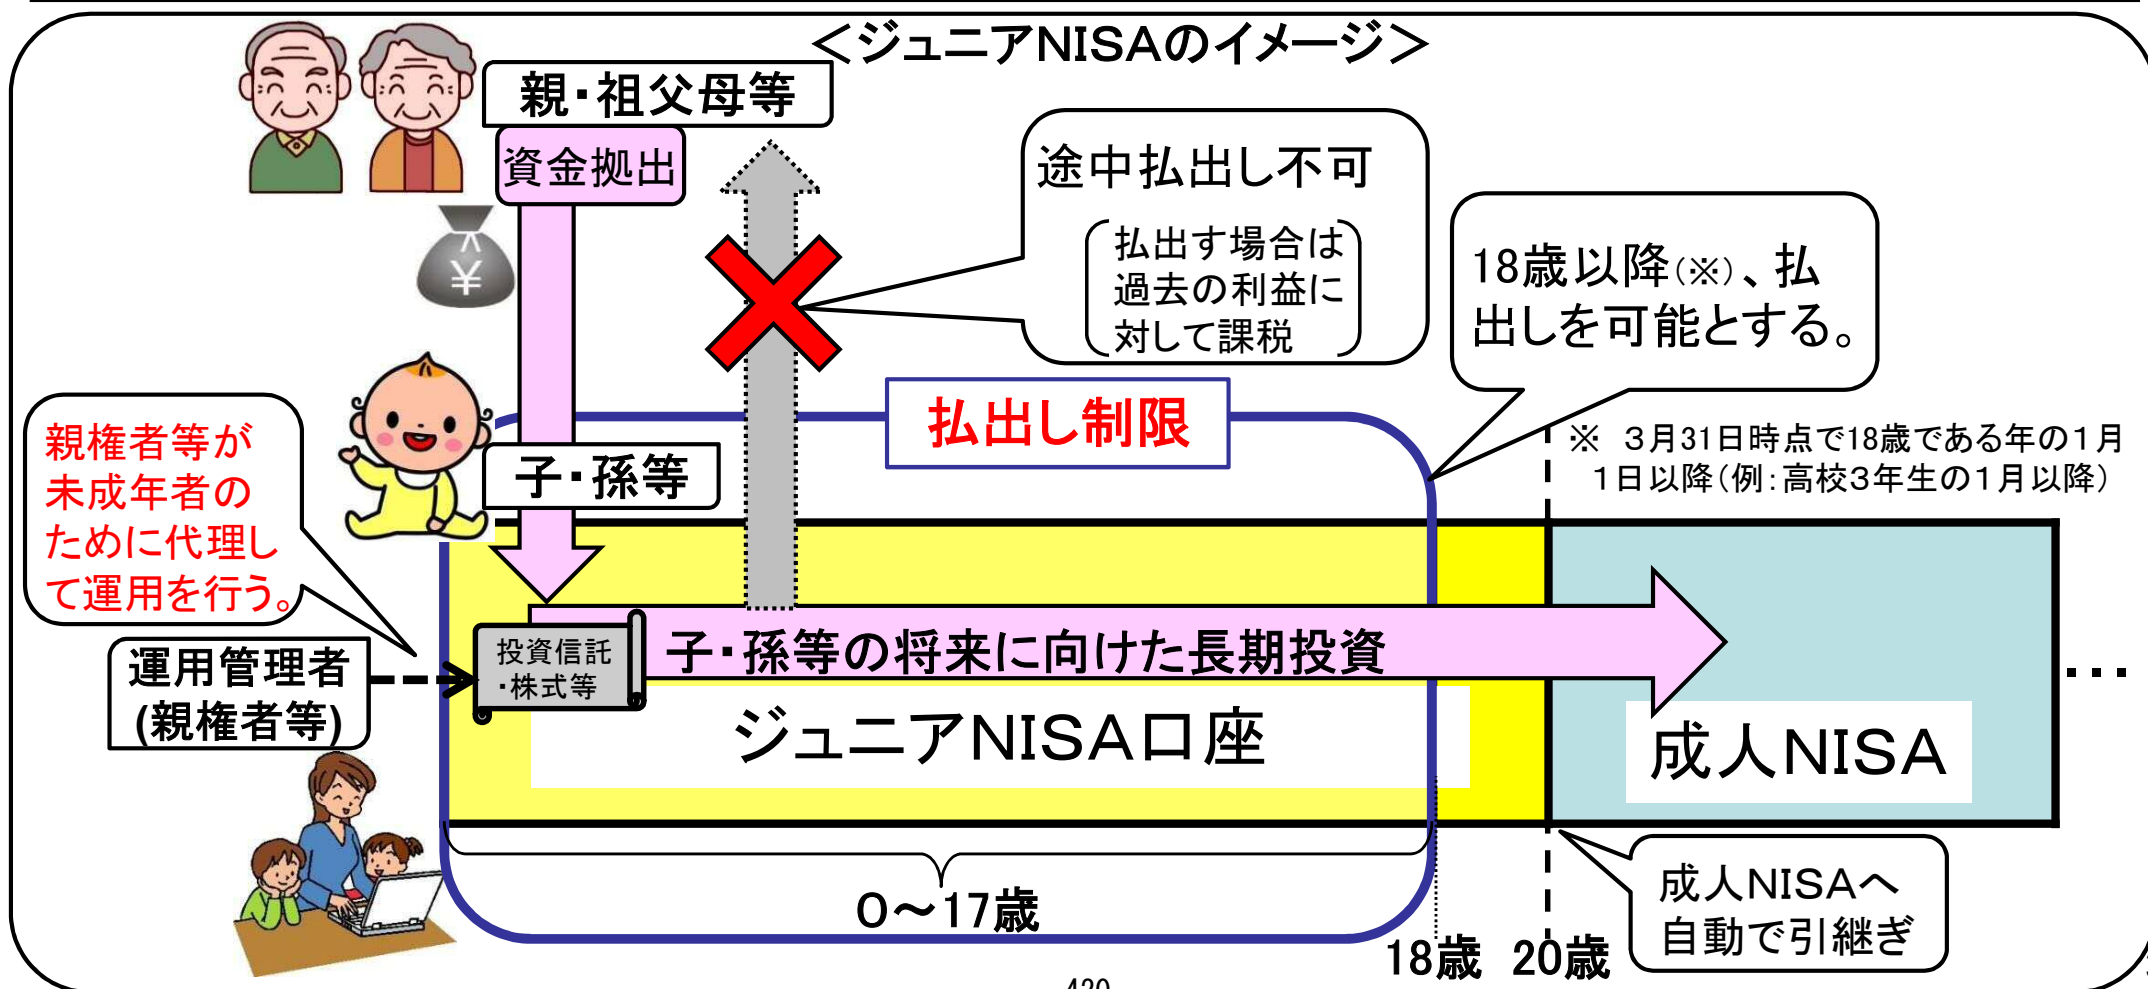 ＜ジュニアNISAのイメージ＞
親・祖父母等
資金拠出
¥
途中払出し不可
払出す場合は
過去の利益に
対して課税
18歳以降(※)、払
出しを可能とする。
払出し制限
※　３月31日時点で18歳である年の１月
１日以降(例：高校３年生の１月以降)
親権者等が
未成年者の
ために代理し
て運用を行う。
子・孫等
運用管理者
(親権者等)
投資信託
・株式等
子・孫等の将来に向けた長期投資
ジュニアNISA口座
成人NISA
…
０～17歳
18歳
20歳
成人NISAへ
自動で引継ぎ